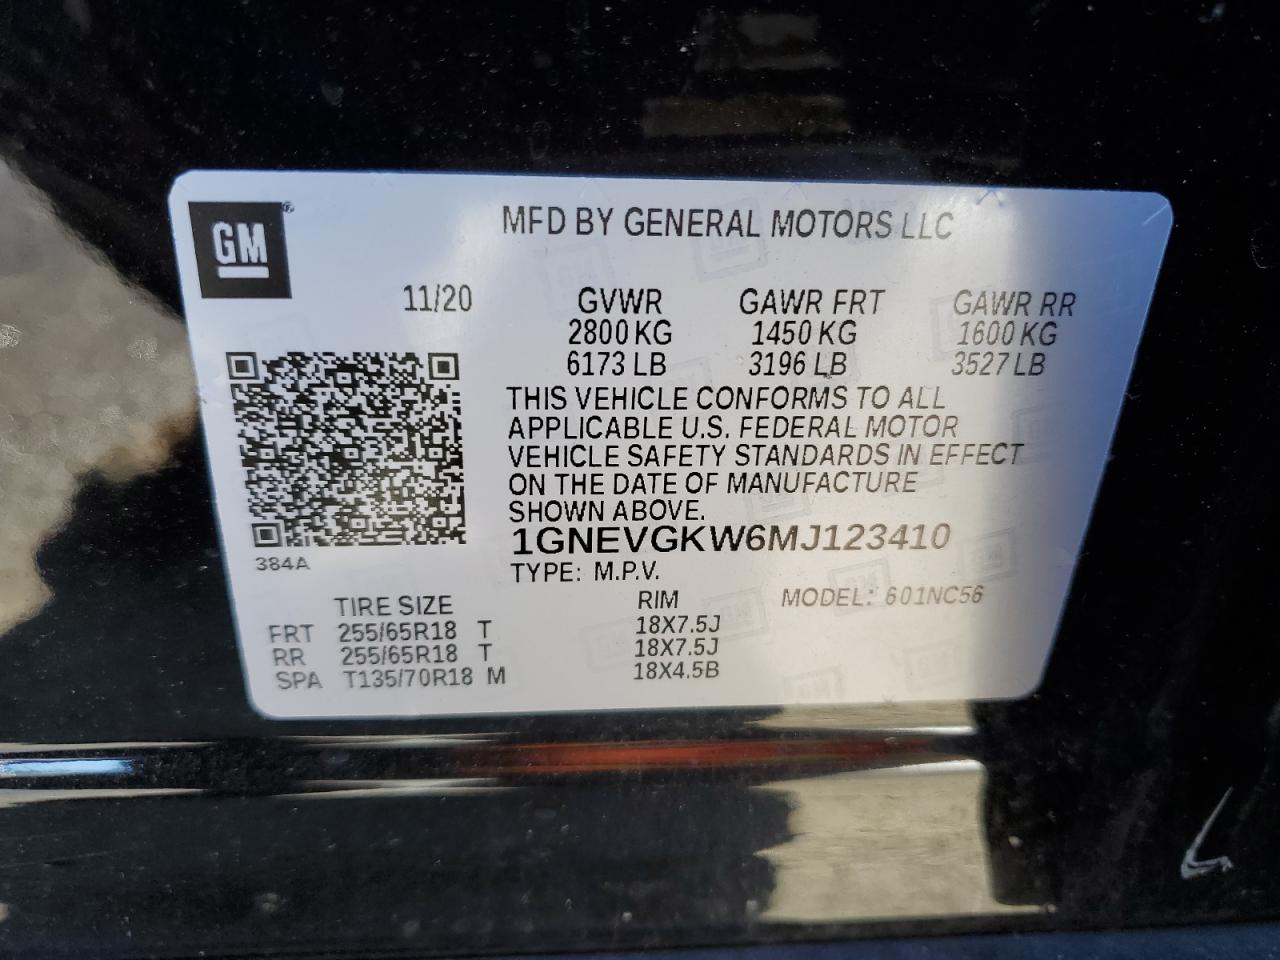 GM®
MFD BY GENERAL MOTORS LLC
11/20 GVWR GAWR FRT GAWR RR
2800 KG 1450 KG 1600 KG
6173 LB 3196 LB 3527 LB
THIS VEHICLE CONFORMS TO ALL
APPLICABLE U.S. FEDERAL MOTOR
VEHICLE SAFETY STANDARDS IN EFFECT
ON THE DATE OF MANUFACTURE
SHOWN ABOVE.
1GNEVGKW6MJ123410
384A
TYPE: M.P.V.
TIRE SIZE RIM MODEL: 601NC56
FRT 255/65R18 T 18X7.5J
RR 255/65R18 T 18X7.5J
SPA T135/70R18 M 18X4.5B